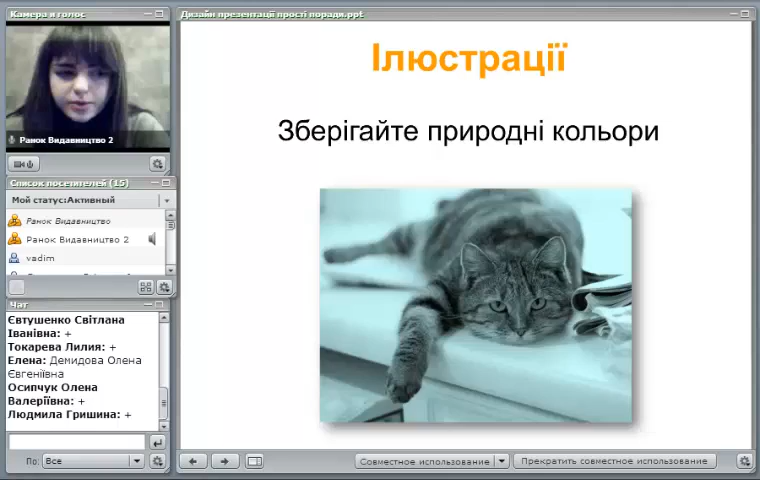 Камера и голос
Ранок Видавництво 2
Список посетителей (15)
Мой статус:Активный
Ранок Видавництво
Ранок Видавництво 2
vadim
Чат
Євтушенко Світлана
Іванівна: +
Токарева Лилия: +
Елена: Демидова Олена
Євгеніївна
Осипчук Олена
Валеріївна: +
Людмила Гришина: +
По: Все
Дизайн презентації прості поради.ppt
Ілюстрації
Зберігайте природні кольори
Совместное использование
Прекратить совместное использование